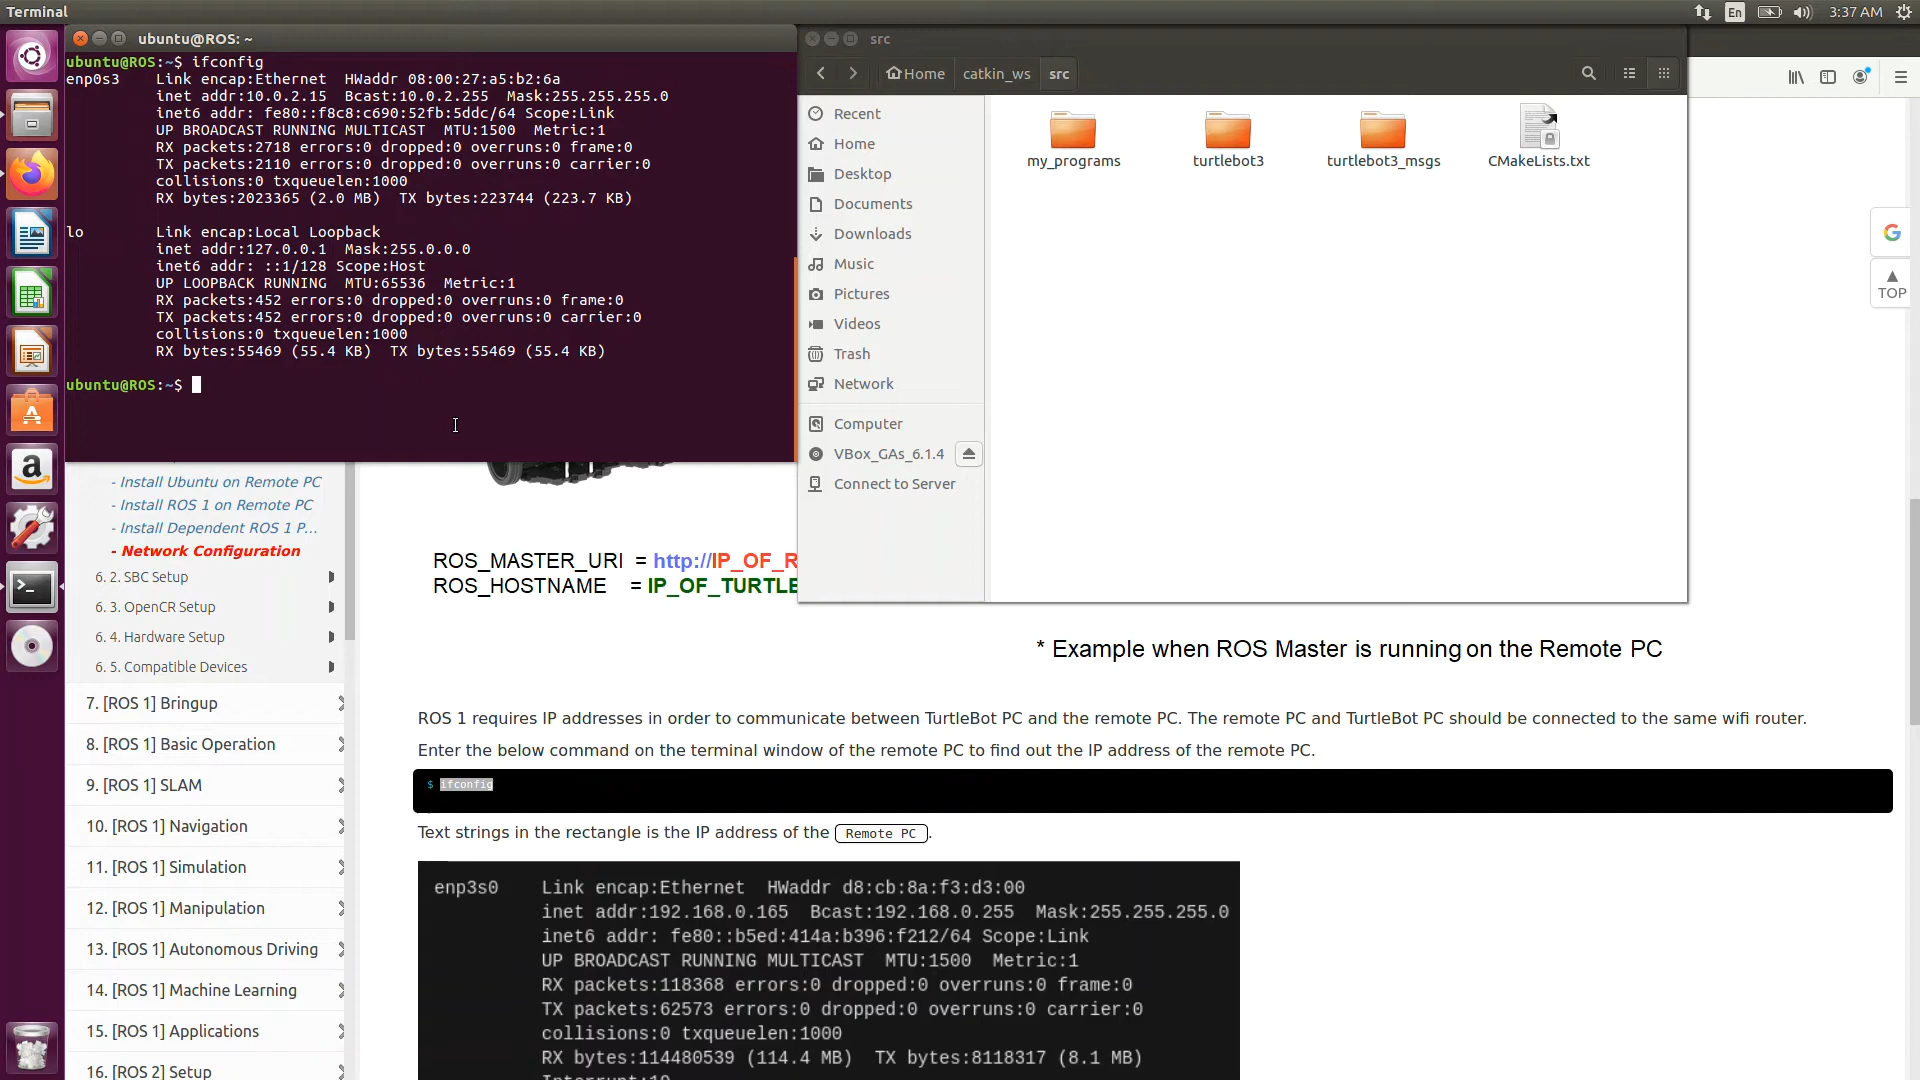 Terminal
En
3:37 AM
ubuntu@ROS: ~
ubuntu@ROS:~$ ifconfig
enp0s3    Link encap:Ethernet  HWaddr 08:00:27:a5:b2:6a
          inet addr:10.0.2.15  Bcast:10.0.2.255  Mask:255.255.255.0
          inet6 addr: fe80::f8c8:c690:52fb:5ddc/64 Scope:Link
          UP BROADCAST RUNNING MULTICAST  MTU:1500  Metric:1
          RX packets:2718 errors:0 dropped:0 overruns:0 frame:0
          TX packets:2110 errors:0 dropped:0 overruns:0 carrier:0
          collisions:0 txqueuelen:1000
          RX bytes:2023365 (2.0 MB)  TX bytes:223744 (223.7 KB)
lo        Link encap:Local Loopback
          inet addr:127.0.0.1  Mask:255.0.0.0
          inet6 addr: ::1/128 Scope:Host
          UP LOOPBACK RUNNING  MTU:65536  Metric:1
          RX packets:452 errors:0 dropped:0 overruns:0 frame:0
          TX packets:452 errors:0 dropped:0 overruns:0 carrier:0
          collisions:0 txqueuelen:1000
          RX bytes:55469 (55.4 KB)  TX bytes:55469 (55.4 KB)
ubuntu@ROS:~$
src
Home
catkin_ws
src
Recent
Home
Desktop
Documents
Downloads
Music
Pictures
Videos
Trash
Network
Computer
VBox_GAs_6.1.4
Connect to Server
my_programs
turtlebot3
turtlebot3_msgs
CMakeLists.txt
TOP
- Install Ubuntu on Remote PC
- Install ROS 1 on Remote PC
- Install Dependent ROS 1 P...
- Network Configuration
6. 2. SBC Setup
6. 3. OpenCR Setup
6. 4. Hardware Setup
6. 5. Compatible Devices
7. [ROS 1] Bringup
8. [ROS 1] Basic Operation
9. [ROS 1] SLAM
10. [ROS 1] Navigation
11. [ROS 1] Simulation
12. [ROS 1] Manipulation
13. [ROS 1] Autonomous Driving
14. [ROS 1] Machine Learning
15. [ROS 1] Applications
16. [ROS 2] Setup
ROS_MASTER_URI = http://IP_OF_R
ROS_HOSTNAME = IP_OF_TURTLE
* Example when ROS Master is running on the Remote PC
ROS 1 requires IP addresses in order to communicate between TurtleBot PC and the remote PC. The remote PC and TurtleBot PC should be connected to the same wifi router.
Enter the below command on the terminal window of the remote PC to find out the IP address of the remote PC.
$ ifconfig
Text strings in the rectangle is the IP address of the Remote PC.
enp3s0    Link encap:Ethernet  HWaddr d8:cb:8a:f3:d3:00
          inet addr:192.168.0.165  Bcast:192.168.0.255  Mask:255.255.255.0
          inet6 addr: fe80::b5ed:414a:b396:f212/64 Scope:Link
          UP BROADCAST RUNNING MULTICAST  MTU:1500  Metric:1
          RX packets:118368 errors:0 dropped:0 overruns:0 frame:0
          TX packets:62573 errors:0 dropped:0 overruns:0 carrier:0
          collisions:0 txqueuelen:1000
          RX bytes:114480539 (114.4 MB)  TX bytes:8118317 (8.1 MB)